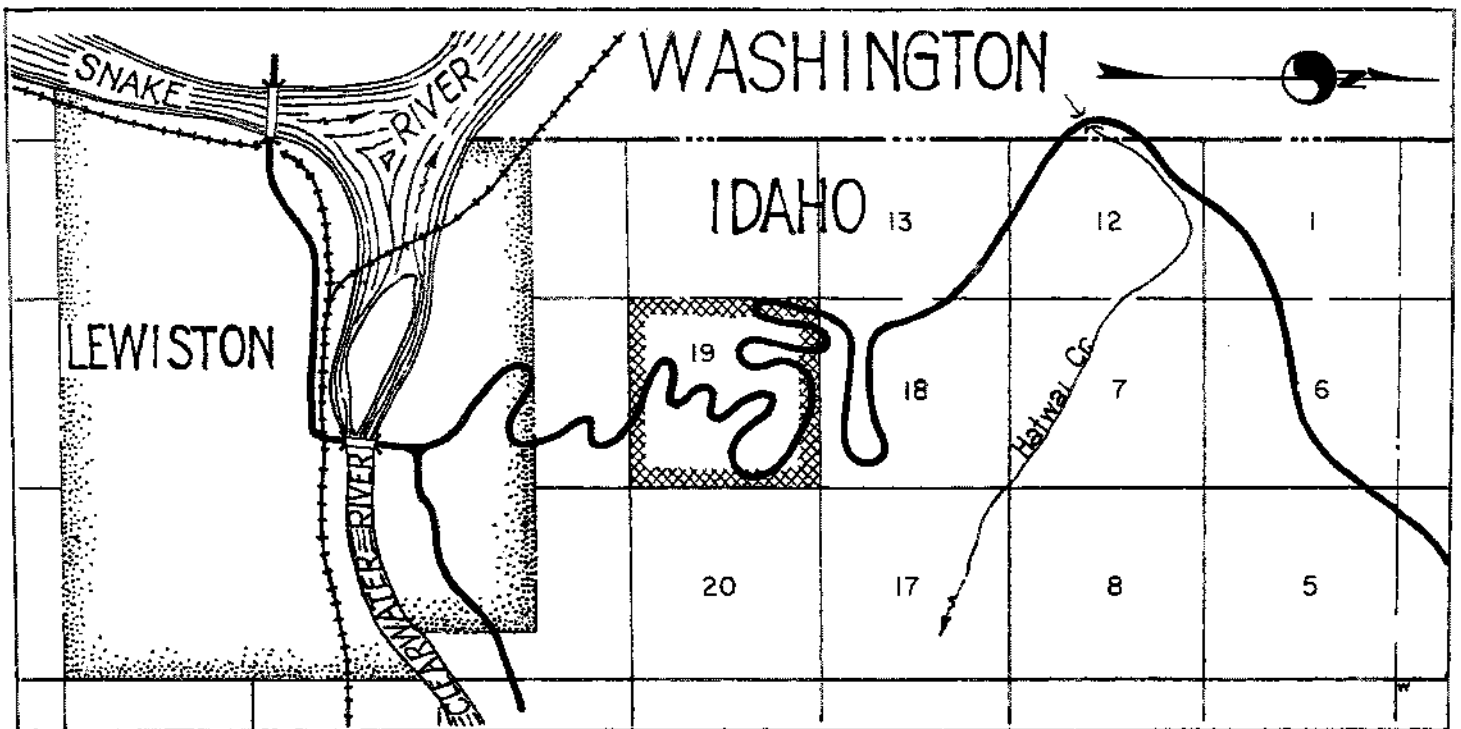 WASHINGTON
N
SNAKE
RIVER
IDAHO
13
12
1
LEWISTON
19
18
7
6
Hatwai Cr.
CLEARWATER RIVER
20
17
8
5
W